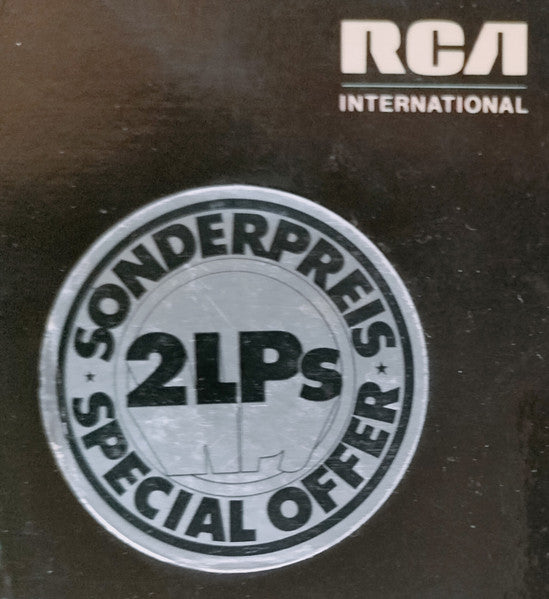 RCA
INTERNATIONAL
SONDERPREIS
2LPs
SPECIAL OFFER